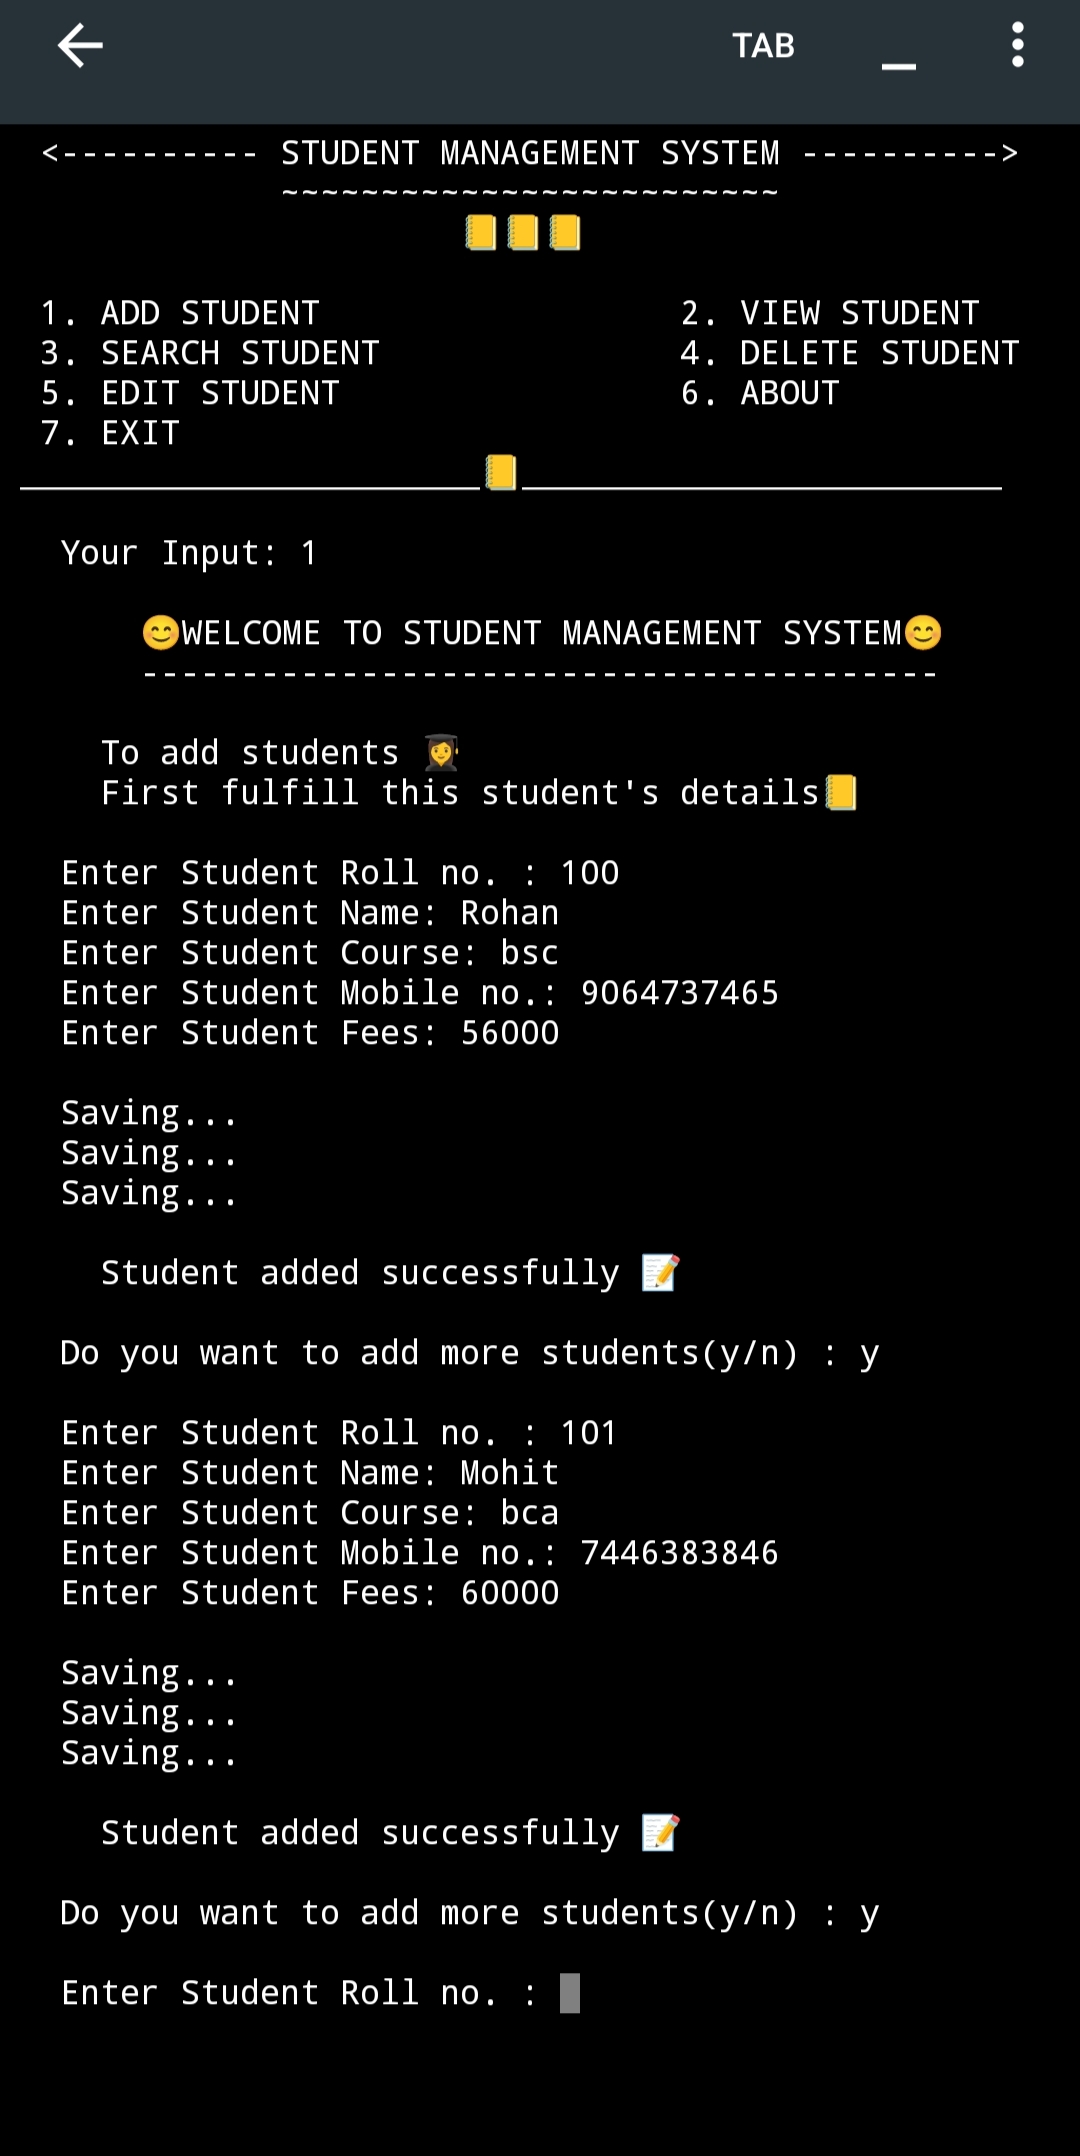 TAB _
<---------- STUDENT MANAGEMENT SYSTEM ---------->
~~~~~~~~~~~~~~~~~~~~~~~~~
📒📒📒
1. ADD STUDENT 2. VIEW STUDENT
3. SEARCH STUDENT 4. DELETE STUDENT
5. EDIT STUDENT 6. ABOUT
7. EXIT
_______________________📒________________________
Your Input: 1
😊WELCOME TO STUDENT MANAGEMENT SYSTEM😊
----------------------------------------
To add students 👩‍🎓
First fulfill this student's details📒
Enter Student Roll no. : 100
Enter Student Name: Rohan
Enter Student Course: bsc
Enter Student Mobile no.: 9064737465
Enter Student Fees: 56000
Saving...
Saving...
Saving...
Student added successfully 📝
Do you want to add more students(y/n) : y
Enter Student Roll no. : 101
Enter Student Name: Mohit
Enter Student Course: bca
Enter Student Mobile no.: 7446383846
Enter Student Fees: 60000
Saving...
Saving...
Saving...
Student added successfully 📝
Do you want to add more students(y/n) : y
Enter Student Roll no. :